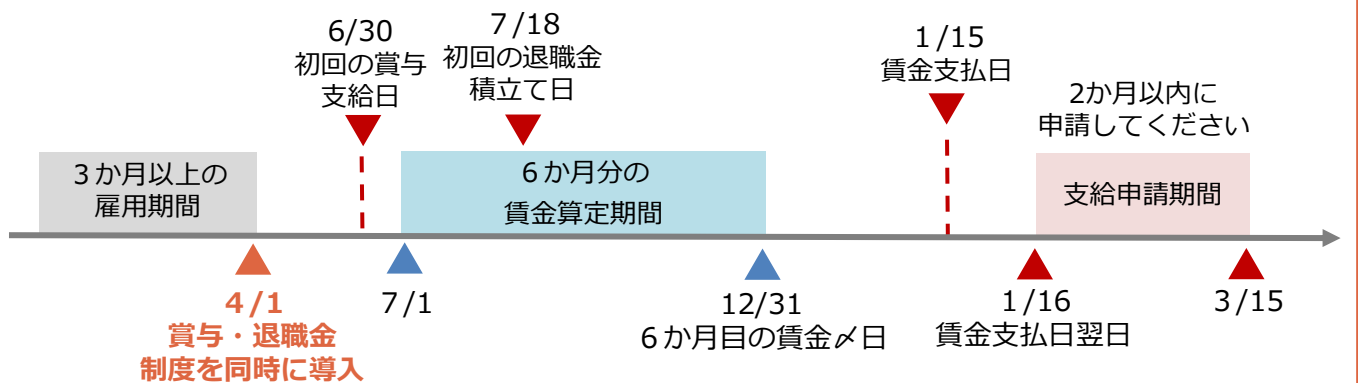 6/30
初回の賞与
支給日
7/18
初回の退職金
積立て日
1/15
賃金支払日
2か月以内に
申請してください
3か月以上の
雇用期間
6か月分の
賃金算定期間
支給申請期間
4/1
賞与・退職金
制度を同時に導入
7/1
12/31
6か月目の賃金〆日
1/16
賃金支払日翌日
3/15